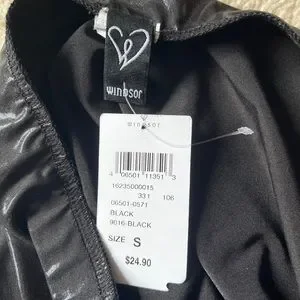 winDsor
winDsor
4 06501 11351 3
16235000015
331 106
06501-0571
BLACK
9016-BLACK
SIZE S
$24.90